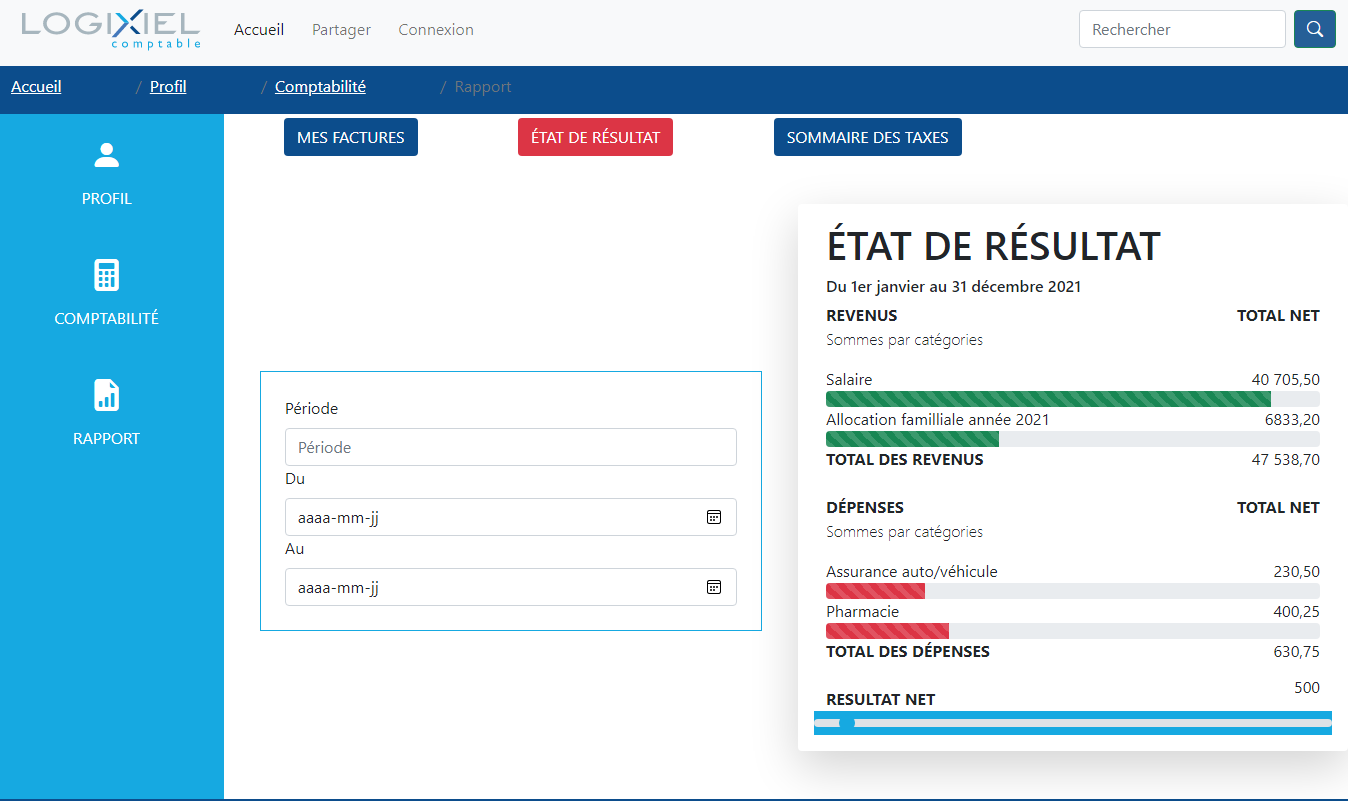 LOGIXIEL
comptable
Accueil Partager Connexion
Rechercher
Accueil / Profil / Comptabilité / Rapport
PROFIL
COMPTABILITÉ
RAPPORT
MES FACTURES ÉTAT DE RÉSULTAT SOMMAIRE DES TAXES
Période
Période
Du
aaaa-mm-jj
Au
aaaa-mm-jj
ÉTAT DE RÉSULTAT
Du 1er janvier au 31 décembre 2021
REVENUS TOTAL NET
Sommes par catégories
Salaire 40 705,50
Allocation familliale année 2021 6833,20
TOTAL DES REVENUS 47 538,70
DÉPENSES TOTAL NET
Sommes par catégories
Assurance auto/véhicule 230,50
Pharmacie 400,25
TOTAL DES DÉPENSES 630,75
500
RESULTAT NET